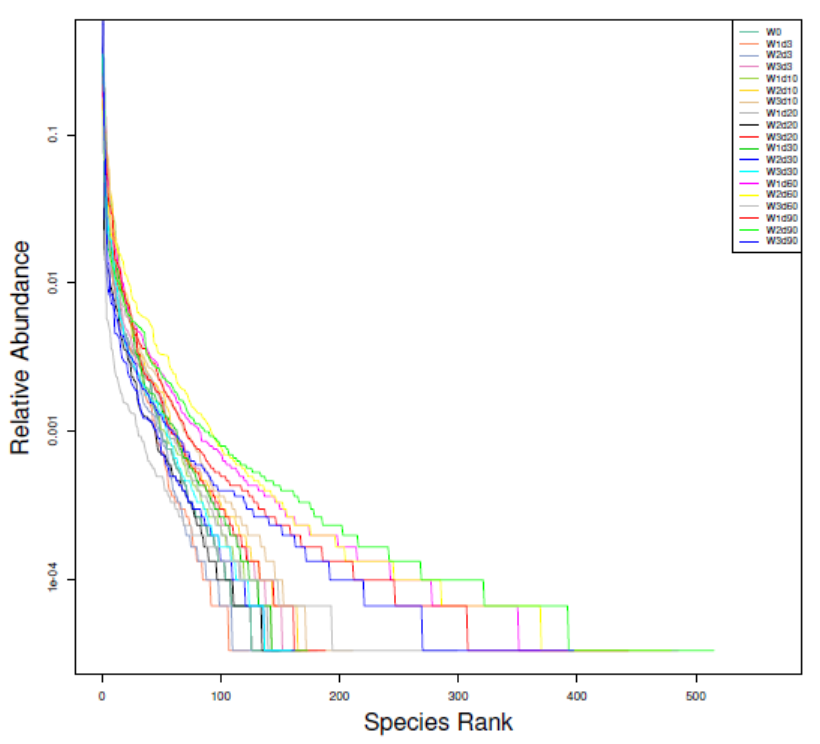 W0
W1d3
W2d3
W3d3
W1d10
W2d10
W3d10
W1d20
W2d20
W3d20
W1d30
W2d30
W3d30
W1d60
W2d60
W3d60
W1d90
W2d90
W3d90
0.1
0.01
0.001
1e-04
Relative Abundance
0 100 200 300 400 500
Species Rank